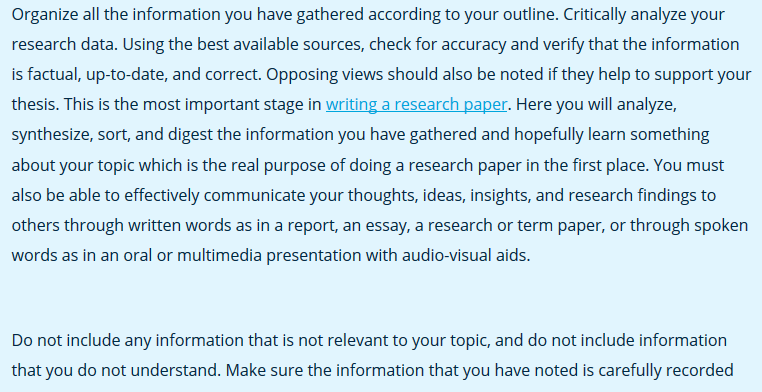 Organize all the information you have gathered according to your outline. Critically analyze your
research data. Using the best available sources, check for accuracy and verify that the information
is factual, up-to-date, and correct. Opposing views should also be noted if they help to support your
thesis. This is the most important stage in writing a research paper. Here you will analyze,
synthesize, sort, and digest the information you have gathered and hopefully learn something
about your topic which is the real purpose of doing a research paper in the first place. You must
also be able to effectively communicate your thoughts, ideas, insights, and research findings to
others through written words as in a report, an essay, a research or term paper, or through spoken
words as in an oral or multimedia presentation with audio-visual aids.
Do not include any information that is not relevant to your topic, and do not include information
that you do not understand. Make sure the information that you have noted is carefully recorded